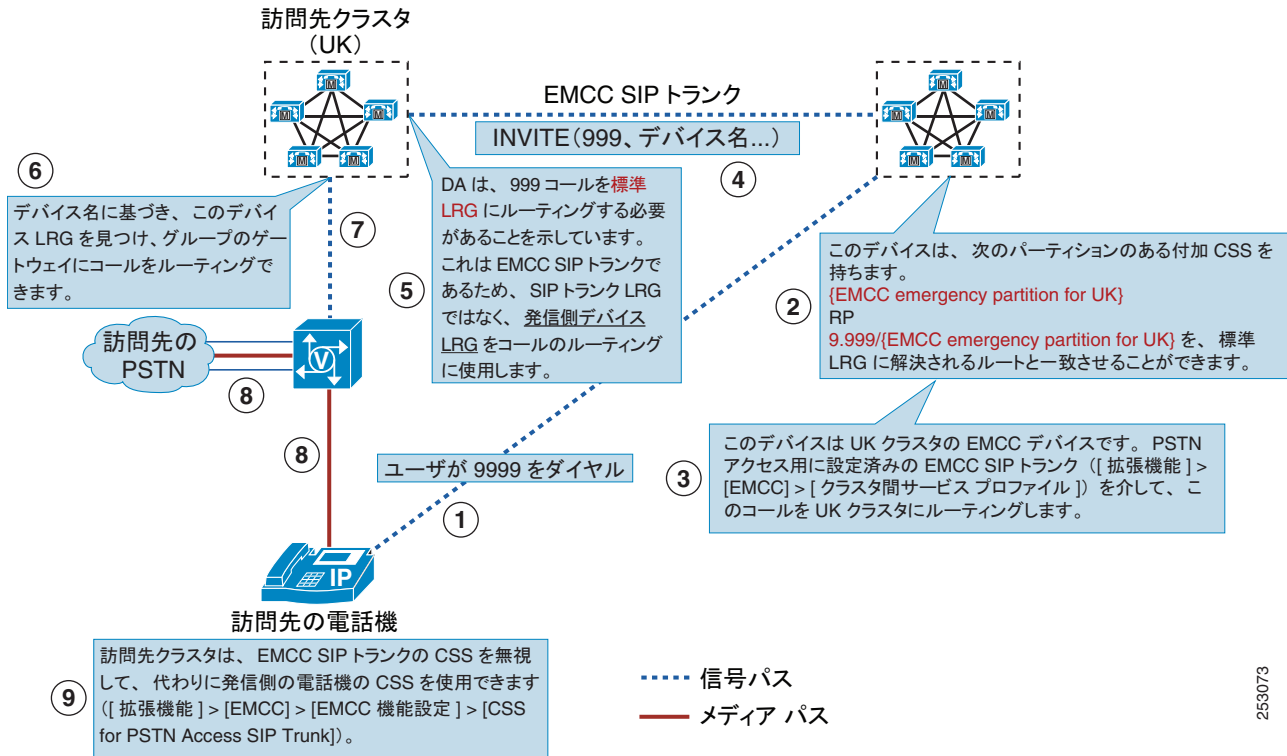 訪問先クラスタ
(UK)
EMCC SIP トランク
INVITE(999、デバイス名...)
④
⑥
デバイス名に基づき、このデバイ
ス LRG を見つけ、グループのゲー
トウェイにコールをルーティングで
きます。
⑦
DA は、999 コールを標準
LRG にルーティングする必要
があることを示しています。
これは EMCC SIP トランクで
あるため、SIP トランク LRG
ではなく、発信側デバイス
LRG をコールのルーティング
に使用します。
⑤
このデバイスは、次のパーティションのある付加 CSS を
持ちます。
{EMCC emergency partition for UK}
RP
9.999/{EMCC emergency partition for UK} を、標準
LRG に解決されるルートと一致させることができます。
②
訪問先の
PSTN
V
⑧
⑧
このデバイスは UK クラスタの EMCC デバイスです。PSTN
アクセス用に設定済みの EMCC SIP トランク([ 拡張機能 ] >
[EMCC] > [ クラスタ間サービス プロファイル ])を介して、こ
のコールを UK クラスタにルーティングします。
③
ユーザが 9999 をダイヤル
①
IP
訪問先の電話機
訪問先クラスタは、EMCC SIP トランクの CSS を無視
して、代わりに発信側の電話機の CSS を使用できます
([ 拡張機能 ] > [EMCC] > [EMCC 機能設定 ] > [CSS
for PSTN Access SIP Trunk])。
⑨
信号パス
メディア パス
253073
M
M
M
M
M
M
M
M
M
M